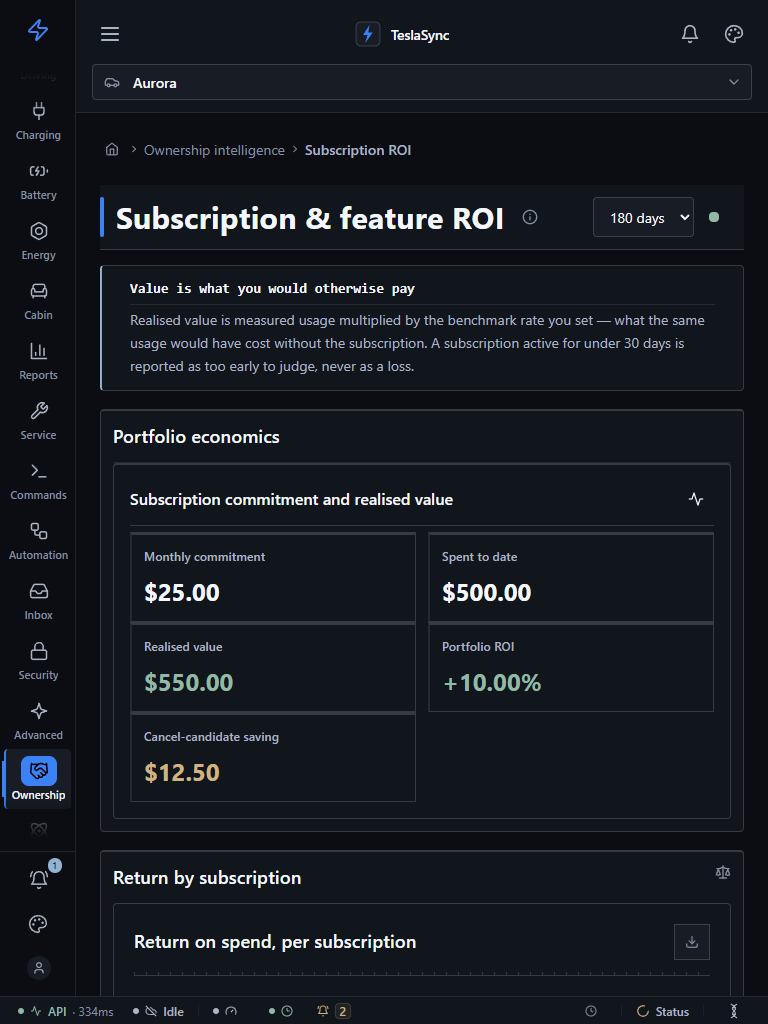 TeslaSync
Aurora
Driving
Charging
Battery
Energy
Cabin
Reports
Service
Commands
Automation
Inbox
Security
Advanced
Ownership
1
Ownership intelligence
Subscription ROI
Subscription & feature ROI
180 days
Value is what you would otherwise pay
Realised value is measured usage multiplied by the benchmark rate you set — what the same
usage would have cost without the subscription. A subscription active for under 30 days is
reported as too early to judge, never as a loss.
Portfolio economics
Subscription commitment and realised value
Monthly commitment
$25.00
Spent to date
$500.00
Realised value
$550.00
Portfolio ROI
+10.00%
Cancel-candidate saving
$12.50
Return by subscription
Return on spend, per subscription
API · 334ms
Idle
2
Status